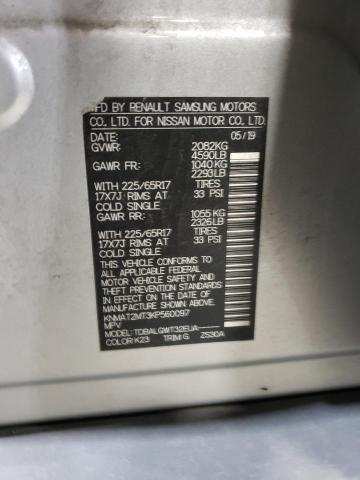 MFD BY RENAULT SAMSUNG MOTORS
CO., LTD. FOR NISSAN MOTOR CO., LTD.
DATE: 05/19
GVWR: 2082KG
4590LB
GAWR FR: 1040KG
2293LB
WITH 225/65R17 TIRES
17X7J RIMS AT 33 PSI
COLD SINGLE
GAWR RR: 1055KG
2326LB
WITH 225/65R17 TIRES
17X7J RIMS AT 33 PSI
COLD SINGLE
THIS VEHICLE CONFORMS TO ALL
APPLICABLE FEDERAL MOTOR VEHICLE
SAFETY, BUMPER, AND THEFT PREVENTION
STANDARDS IN EFFECT ON THE DATE OF
MANUFACTURE SHOWN ABOVE.
KNMAT2MT3KP560097
MPV
MODEL: TDBALGWT32EUA
COLOR: K23 TRIM: G ZS30A